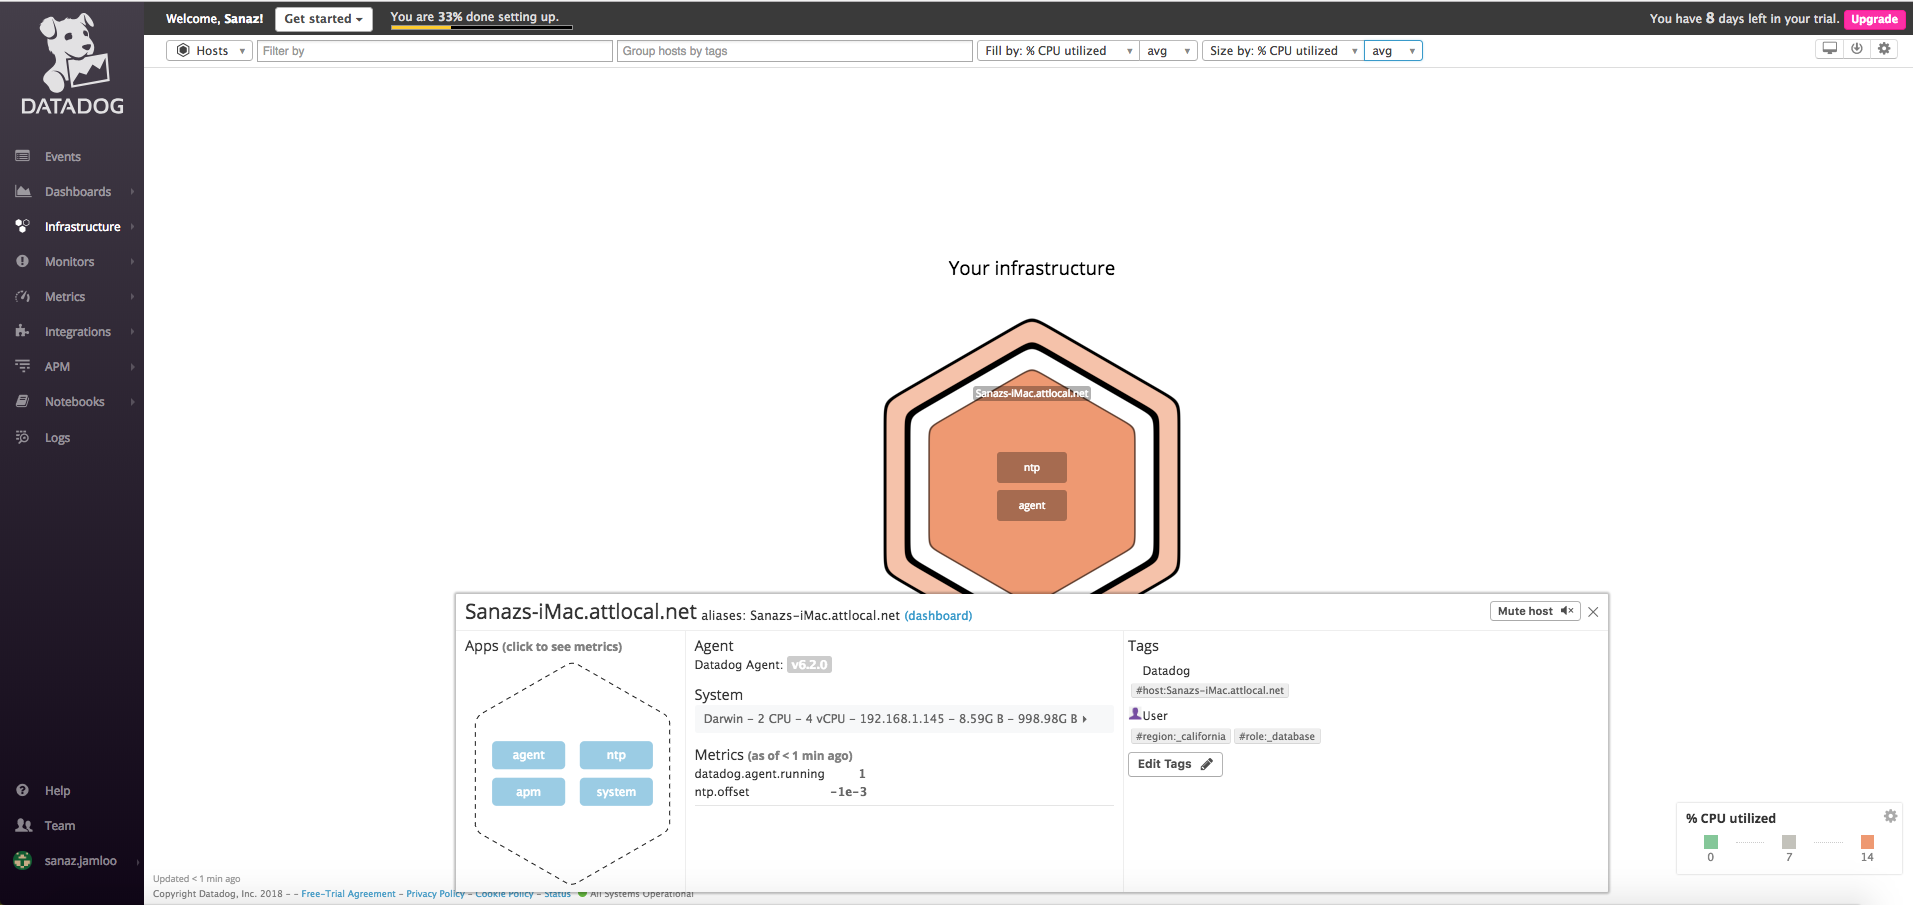 Welcome, Sanaz!
Get started
You are 33% done setting up.
You have 8 days left in your trial.
Upgrade
DATADOG
Hosts
Filter by
Group hosts by tags
Fill by: % CPU utilized
avg
Size by: % CPU utilized
avg
Events
Dashboards
Infrastructure
Monitors
Metrics
Integrations
APM
Notebooks
Logs
Help
Team
sanaz.jamloo
Your infrastructure
Sanazs-iMac.attlocal.net
ntp
agent
Sanazs-iMac.attlocal.net aliases: Sanazs-iMac.attlocal.net (dashboard)
Mute host
Apps (click to see metrics)
agent
ntp
apm
system
Agent
Datadog Agent: v6.2.0
System
Darwin - 2 CPU - 4 vCPU - 192.168.1.145 - 8.59G B - 998.98G B
Metrics (as of < 1 min ago)
datadog.agent.running 1
ntp.offset -1e-3
Tags
Datadog
#host:Sanazs-iMac.attlocal.net
User
#region:_california #role:_database
Edit Tags
% CPU utilized
0 7 14
Updated < 1 min ago
Copyright Datadog, Inc. 2018 - - Free-Trial Agreement - Privacy Policy - Cookie Policy - Status All Systems Operational